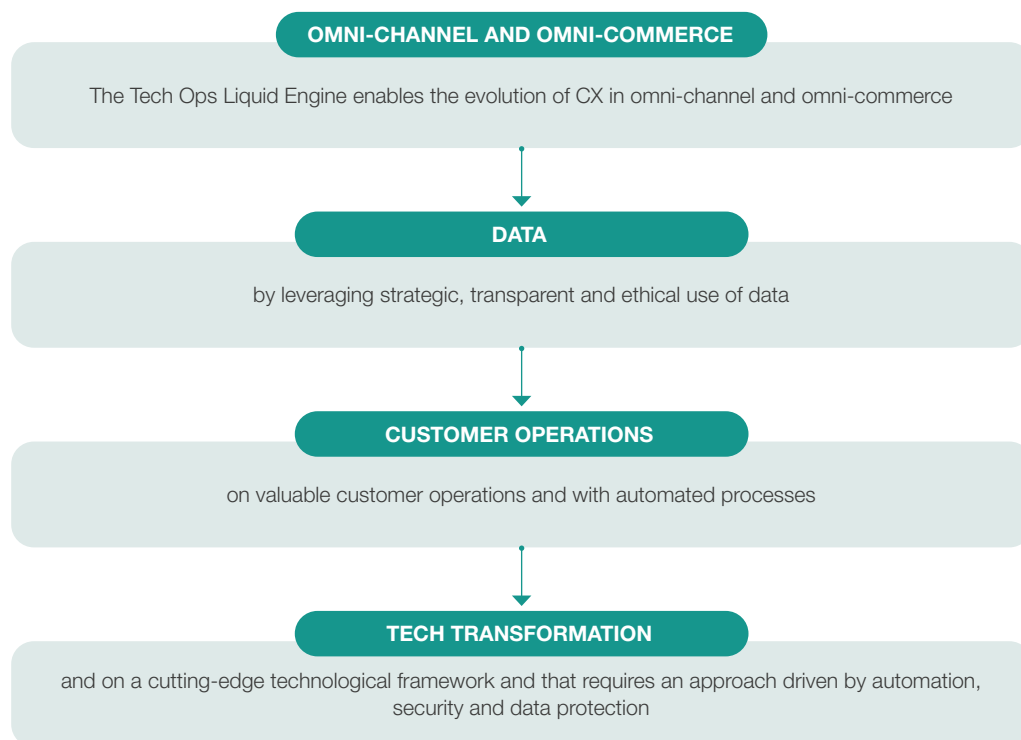 OMNI-CHANNEL AND OMNI-COMMERCE
The Tech Ops Liquid Engine enables the evolution of CX in omni-channel and omni-commerce
DATA
by leveraging strategic, transparent and ethical use of data
CUSTOMER OPERATIONS
on valuable customer operations and with automated processes
TECH TRANSFORMATION
and on a cutting-edge technological framework and that requires an approach driven by automation,
security and data protection